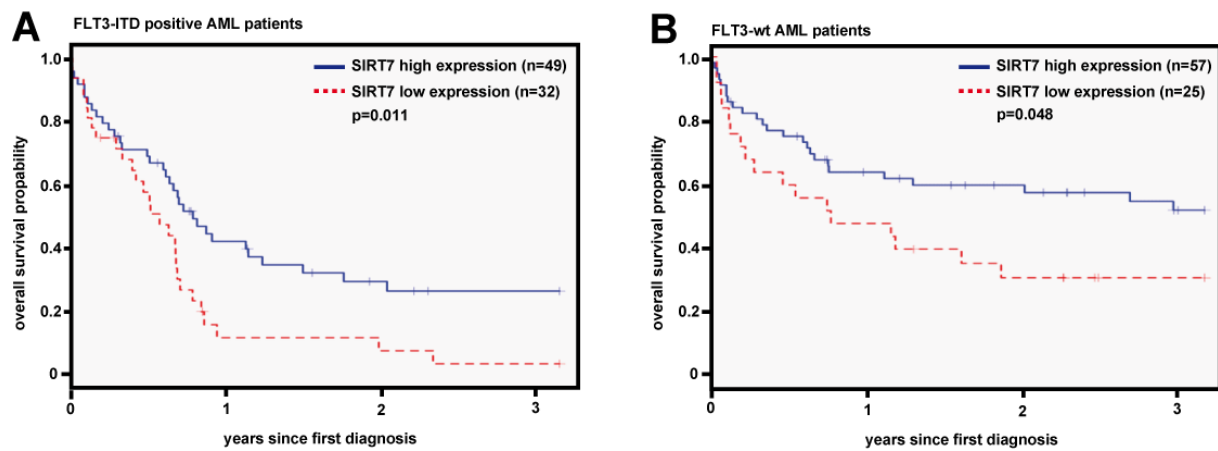 A
FLT3-ITD positive AML patients
1.0
0.8
0.6
0.4
0.2
0
overall survival propability
SIRT7 high expression (n=49)
SIRT7 low expression (n=32)
p=0.011
0 1 2 3
years since first diagnosis
B
FLT3-wt AML patients
1.0
0.8
0.6
0.4
0.2
0
overall survival propability
SIRT7 high expression (n=57)
SIRT7 low expression (n=25)
p=0.048
0 1 2 3
years since first diagnosis